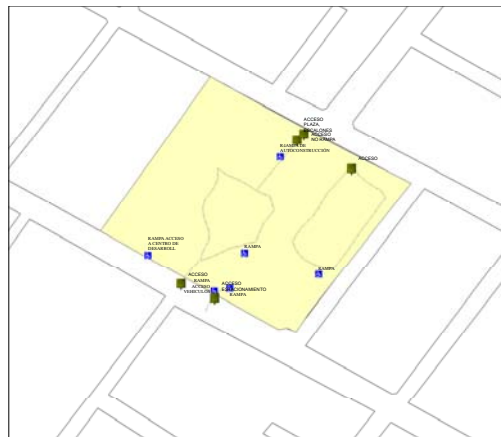 ACCESO
PLAZA,
ESCALONES
ACCESO
NO RAMPA
RAMPA DE
AUTOCONSTRUCCIÓN
ACCESO
RAMPA ACCESO
A CENTRO DE
DESARROLL
RAMPA
RAMPA
ACCESO
RAMPA
ACCESO
VEHICULOS
ACCESO
ESTACIONAMIENTO
RAMPA